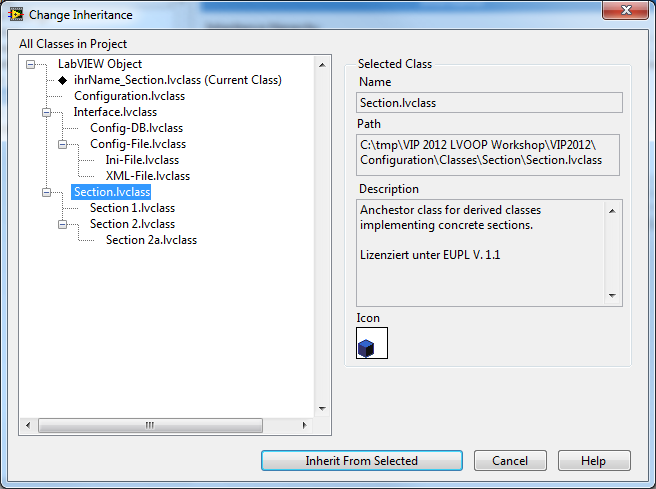 Change Inheritance
All Classes in Project
LabVIEW Object
ihrName_Section.lvclass (Current Class)
Configuration.lvclass
Interface.lvclass
Config-DB.lvclass
Config-File.lvclass
Ini-File.lvclass
XML-File.lvclass
Section.lvclass
Section 1.lvclass
Section 2.lvclass
Section 2a.lvclass
Selected Class
Name
Section.lvclass
Path
C:\tmp\VIP 2012 LVOOP Workshop\VIP2012\
Configuration\Classes\Section\Section.lvclass
Description
Anchestor class for derived classes
implementing concrete sections.
Lizenziert unter EUPL V. 1.1
Icon
Inherit From Selected
Cancel
Help